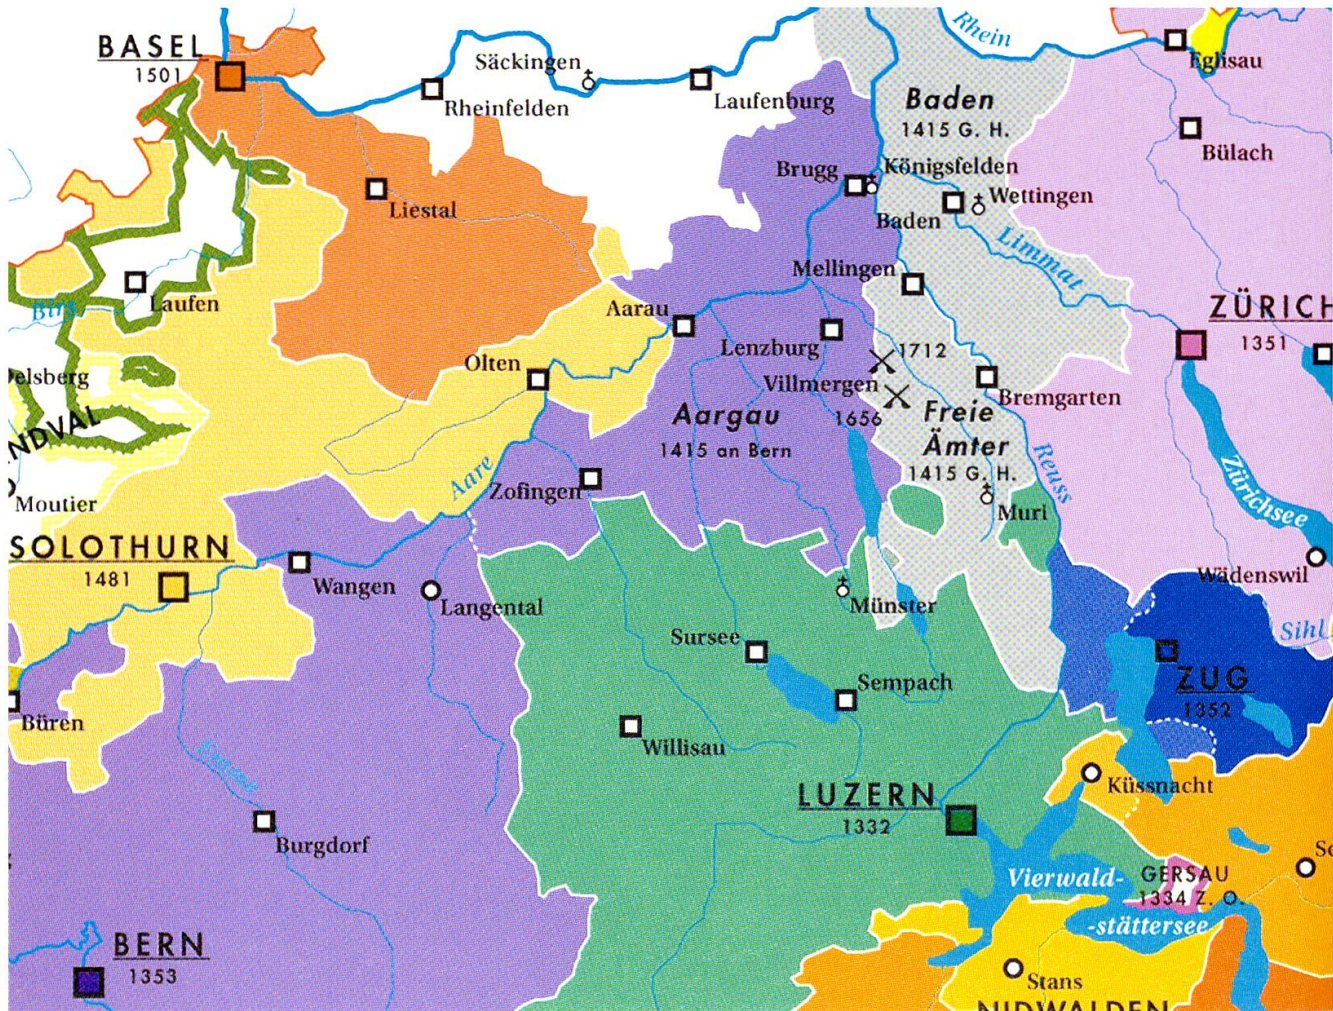 Rhein
BASEL
1501
Säckingen
Eglisau
Rheinfelden
Laufenburg
Baden
1415 G. H.
Bülach
Brugg
Königsfelden
Wettingen
Liestal
Baden
Limmat
Mellingen
Laufen
Birs
Aarau
ZÜRICH
1351
Lenzburg
1712
Olten
Delsberg
Villmergen
1656
Bremgarten
Aargau
1415 an Bern
Freie
Ämter
1415 G. H.
NDVAL
Aare
Reuss
Zofingen
Zürichsee
Moutier
Muri
SOLOTHURN
1481
Wangen
Langental
Münster
Wädenswil
Sursee
Sihl
ZUG
1352
Sempach
Büren
Willisau
Küssnacht
LUZERN
1332
Burgdorf
Vierwald-
-stättersee
GERSAU
1334 Z. O.
BERN
1353
Stans
NIDWALDEN